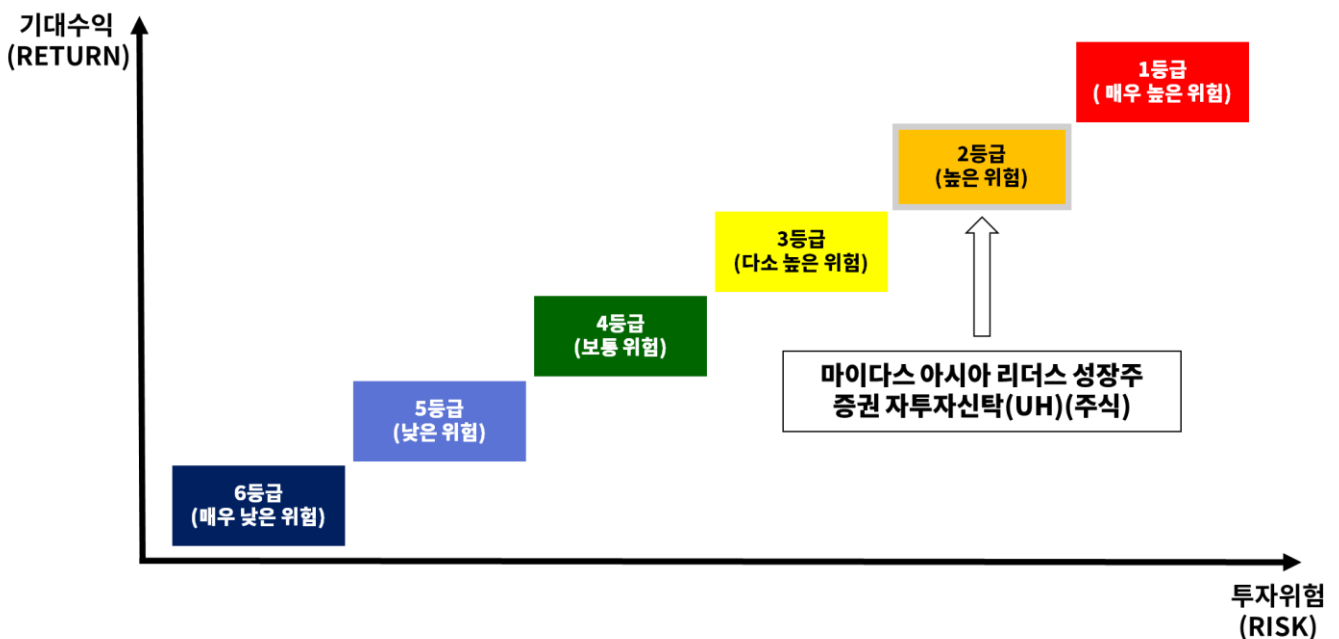 기대수익
(RETURN)
1등급
( 매우 높은 위험)
2등급
(높은 위험)
3등급
(다소 높은 위험)
4등급
(보통 위험)
마이다스 아시아 리더스 성장주
증권 자투자신탁(UH)(주식)
5등급
(낮은 위험)
6등급
(매우 낮은 위험)
투자위험
(RISK)